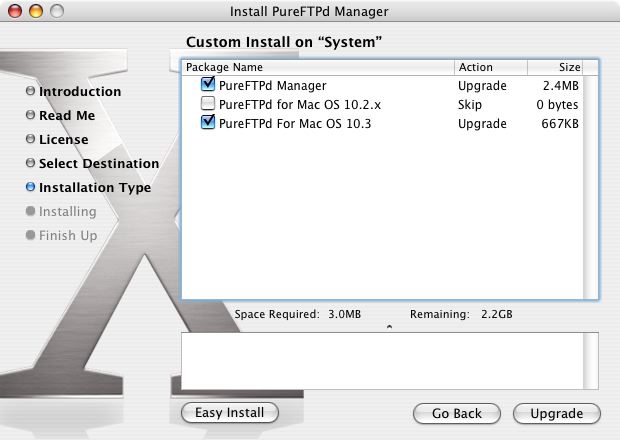 Install PureFTPd Manager
Custom Install on “System”
Package Name Action Size
PureFTPd Manager Upgrade 2.4MB
PureFTPd for Mac OS 10.2.x Skip 0 bytes
PureFTPd For Mac OS 10.3 Upgrade 667KB
Introduction
Read Me
License
Select Destination
Installation Type
Installing
Finish Up
Space Required: 3.0MB Remaining: 2.2GB
Easy Install Go Back Upgrade